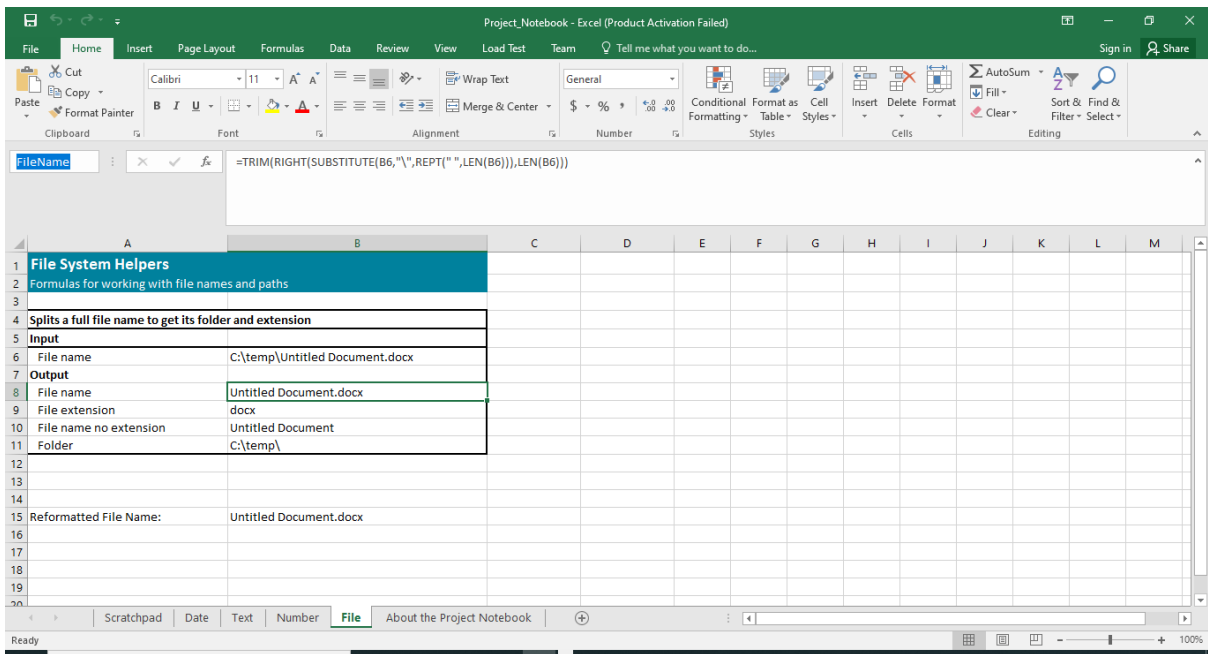 Project_Notebook - Excel (Product Activation Failed)
File Home Insert Page Layout Formulas Data Review View Load Test Team Tell me what you want to do... Sign in Share
Paste
Cut
Copy
Format Painter
Clipboard
Calibri 11 A A
B I U A
Font
Wrap Text
Merge & Center
Alignment
General
$ % , .0 .00 .00 .0
Number
Conditional Formatting
Format as Table
Cell Styles
Styles
Insert Delete Format
Cells
AutoSum
Fill
Clear
Sort & Filter
Find & Select
Editing
FileName fx =TRIM(RIGHT(SUBSTITUTE(B6,"\",REPT(" ",LEN(B6))),LEN(B6)))
A B C D E F G H I J K L M
1 File System Helpers
2 Formulas for working with file names and paths
3
4 Splits a full file name to get its folder and extension
5 Input
6 File name C:\temp\Untitled Document.docx
7 Output
8 File name Untitled Document.docx
9 File extension docx
10 File name no extension Untitled Document
11 Folder C:\temp\
12
13
14
15 Reformatted File Name: Untitled Document.docx
16
17
18
19
20
Scratchpad Date Text Number File About the Project Notebook
Ready 100%